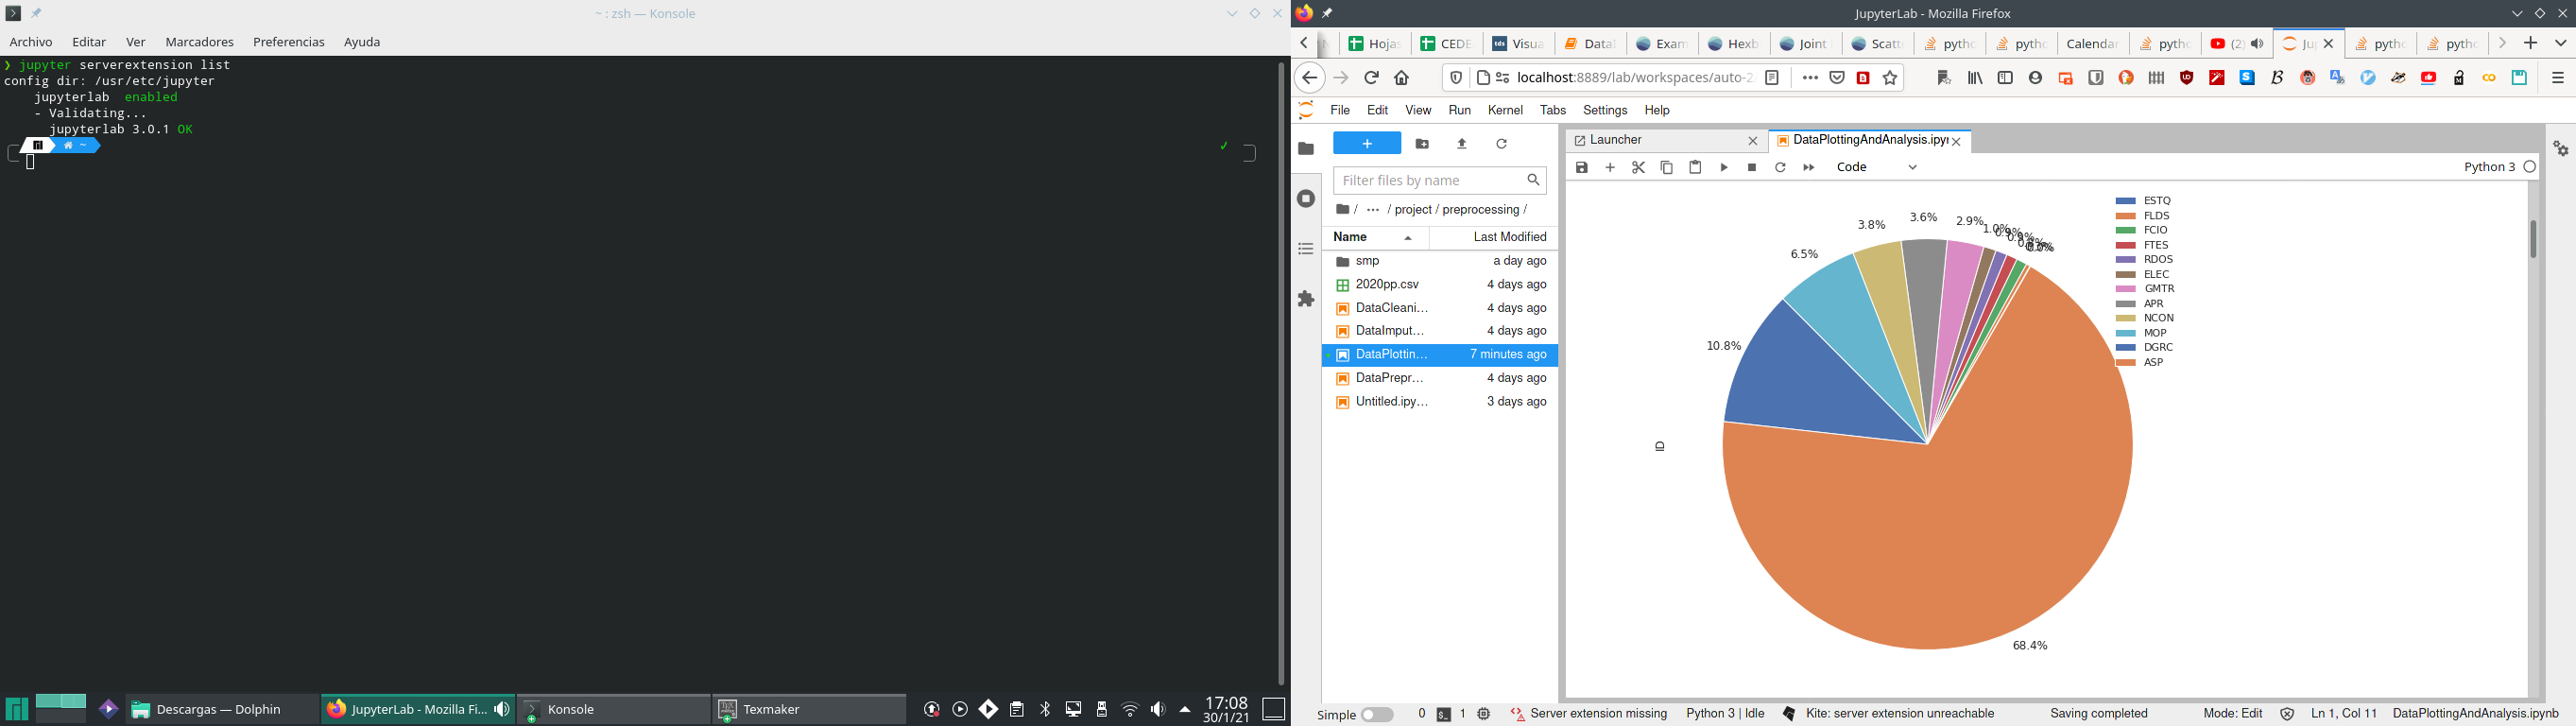 ~ : zsh — Konsole
Archivo Editar Ver Marcadores Preferencias Ayuda
❯ jupyter serverextension list
config dir: /usr/etc/jupyter
jupyterlab enabled
- Validating...
jupyterlab 3.0.1 OK
~ ✓
Descargas — Dolphin
JupyterLab - Mozilla Fi...
Konsole
Texmaker
17:08
30/1/21
JupyterLab - Mozilla Firefox
Hojas CEDE Visua Data Exam Hexb Joint Scatt pytho pytho Calendar pytho (2) Ju pytho pytho
localhost:8889/lab/workspaces/auto-2
File Edit View Run Kernel Tabs Settings Help
Launcher
DataPlottingAndAnalysis.ipyn
Code
Python 3
Filter files by name
/ ··· / project / preprocessing /
Name Last Modified
smp a day ago
2020pp.csv 4 days ago
DataCleani... 4 days ago
DataImput... 4 days ago
DataPlottin... 7 minutes ago
DataPrepr... 4 days ago
Untitled.ipy... 3 days ago
3.8%
3.6%
2.9%
1.0%
6.5%
10.8%
68.4%
ID
ESTQ
FLDS
FCIO
FTES
RDOS
ELEC
GMTR
APR
NCON
MOP
DGRC
ASP
Simple 0 1 Server extension missing Python 3 | Idle Kite: server extension unreachable Saving completed Mode: Edit Ln 1, Col 11 DataPlottingAndAnalysis.ipynb